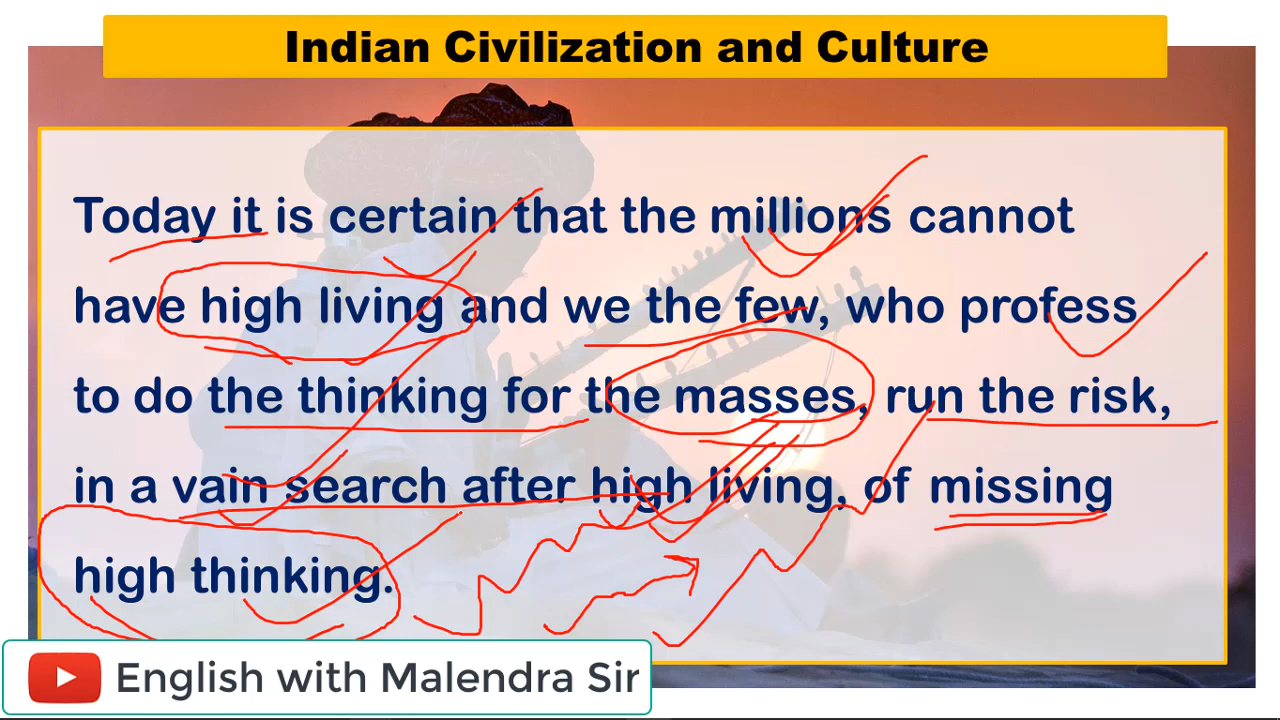 Indian Civilization and Culture
Today it is certain that the millions cannot
have high living and we the few, who profess
to do the thinking for the masses, run the risk,
in a vain search after high living, of missing
high thinking.
English with Malendra Sir